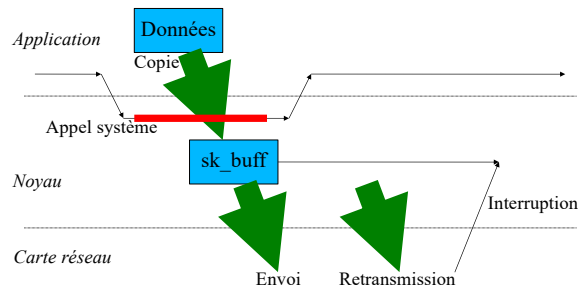 Données
Application
Copie
Appel système
sk_buff
Noyau
Interruption
Carte réseau
Envoi
Retransmission